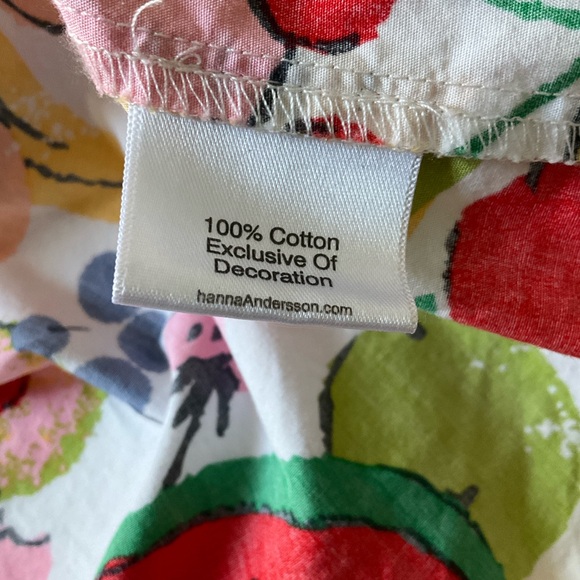 100% Cotton
Exclusive Of
Decoration
hannaAndersson.com